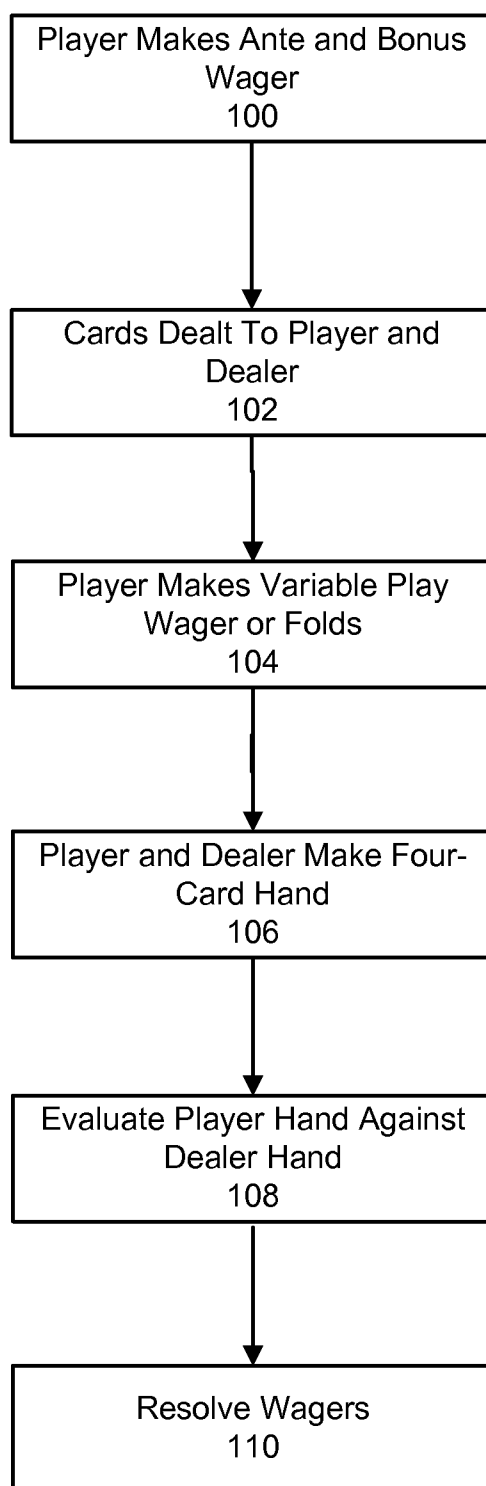 Player Makes Ante and Bonus
Wager
100
Cards Dealt To Player and
Dealer
102
Player Makes Variable Play
Wager or Folds
104
Player and Dealer Make Four-
Card Hand
106
Evaluate Player Hand Against
Dealer Hand
108
Resolve Wagers
110